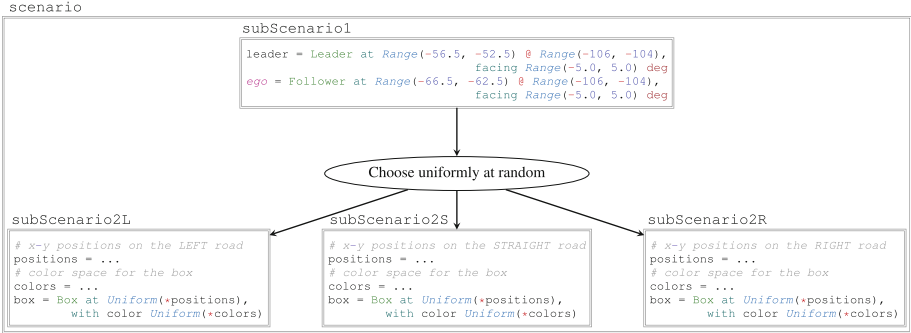 scenario
subScenario1
leader = Leader at Range(-56.5, -52.5) @ Range(-106, -104),
facing Range(-5.0, 5.0) deg
ego = Follower at Range(-66.5, -62.5) @ Range(-106, -104),
facing Range(-5.0, 5.0) deg
Choose uniformly at random
subScenario2L
# x-y positions on the LEFT road
positions = ...
# color space for the box
colors = ...
box = Box at Uniform(*positions),
with color Uniform(*colors)
subScenario2S
# x-y positions on the STRAIGHT road
positions = ...
# color space for the box
colors = ...
box = Box at Uniform(*positions),
with color Uniform(*colors)
subScenario2R
# x-y positions on the RIGHT road
positions = ...
# color space for the box
colors = ...
box = Box at Uniform(*positions),
with color Uniform(*colors)